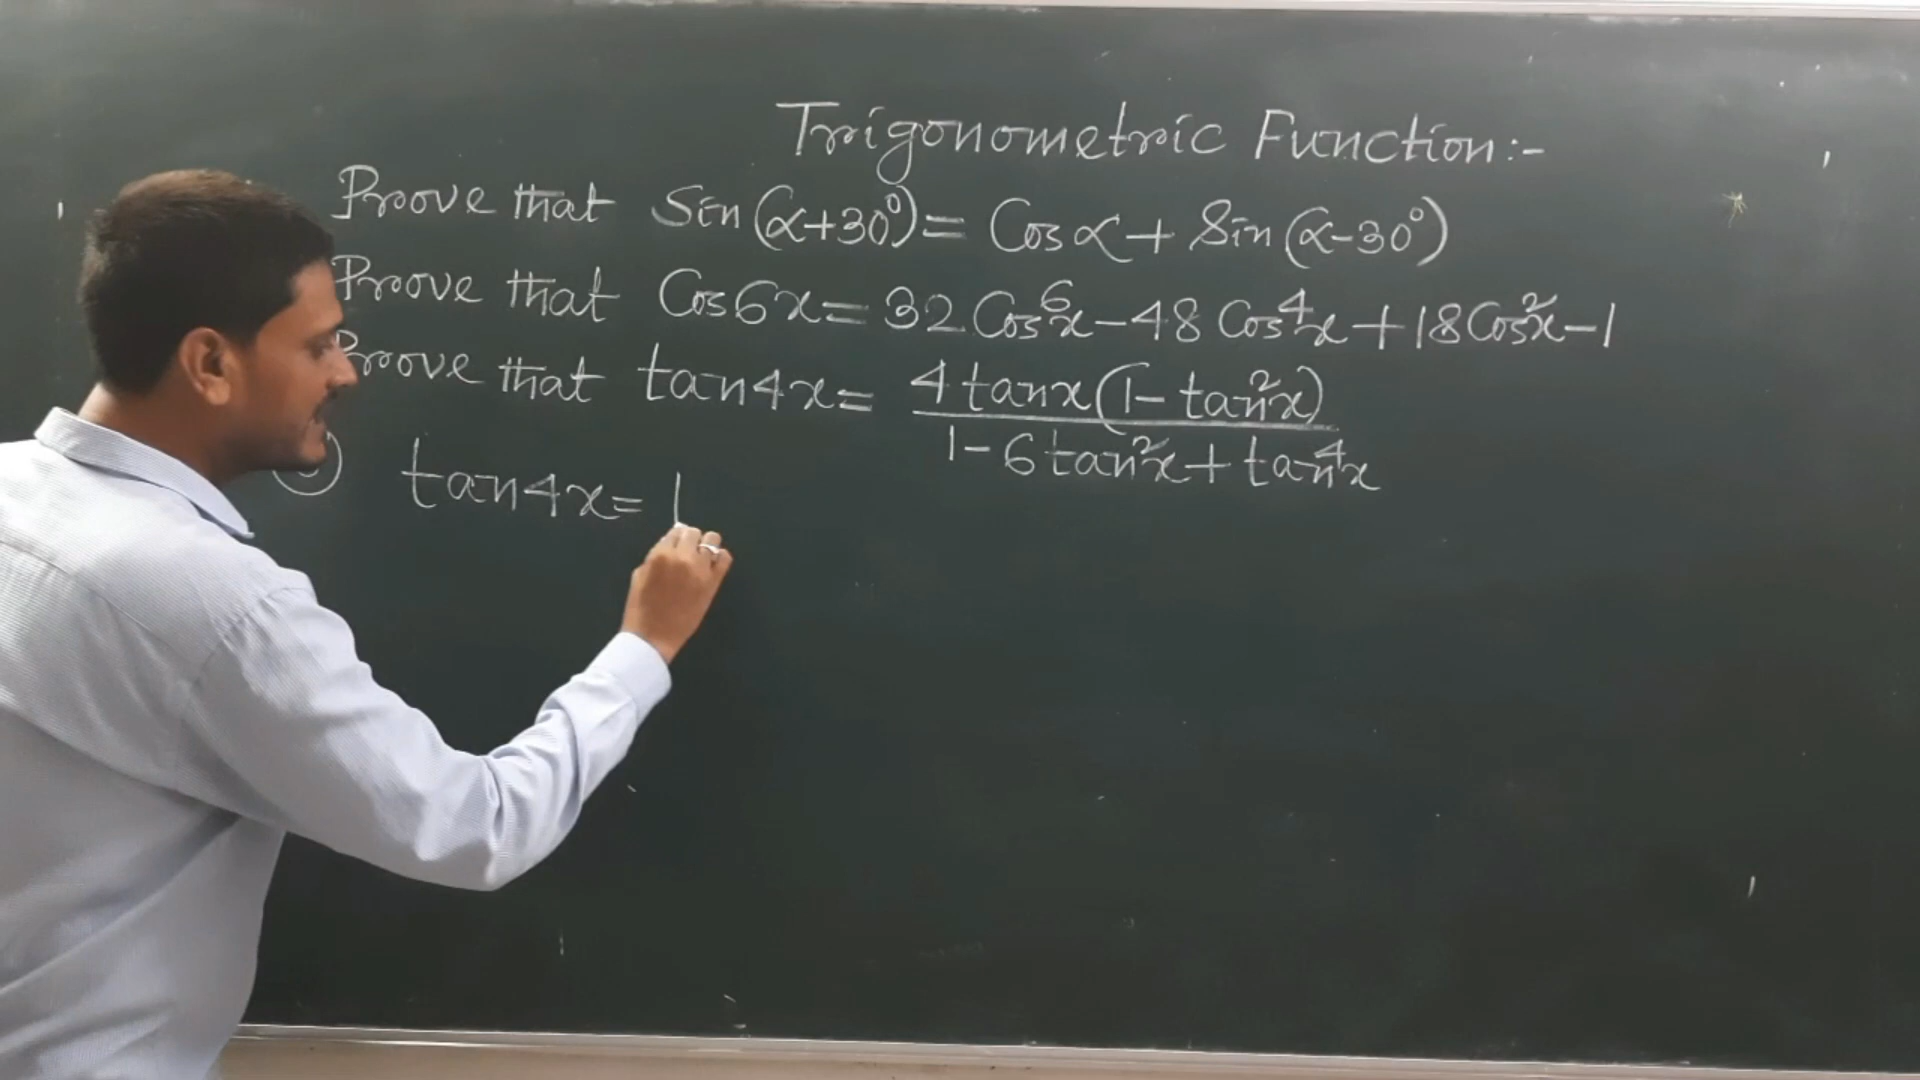 Trigonometric Function:-
Prove that Sin(α+30°)= Cosα+Sin(α-30°)
Prove that Cos6x=32Cos⁶x-48Cos⁴x+18Cos²x-1
Prove that tan4x= 4tanx(1-tan²x) / 1-6tan²x+tan⁴x
tan4x=